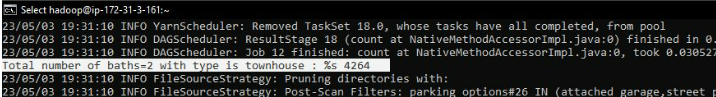 Select hadoop@ip-172-31-3-161:~
23/05/03 19:31:10 INFO YarnScheduler: Removed TaskSet 18.0, whose tasks have all completed, from pool
23/05/03 19:31:10 INFO DAGScheduler: ResultStage 18 (count at NativeMethodAccessorImpl.java:0) finished in 0.
23/05/03 19:31:10 INFO DAGScheduler: Job 12 finished: count at NativeMethodAccessorImpl.java:0, took 0.030527
Total number of baths=2 with type is townhouse : %s 4264
23/05/03 19:31:10 INFO FileSourceStrategy: Pruning directories with:
23/05/03 19:31:10 INFO FileSourceStrategy: Post-Scan Filters: parking options#26 IN (attached garage,street p